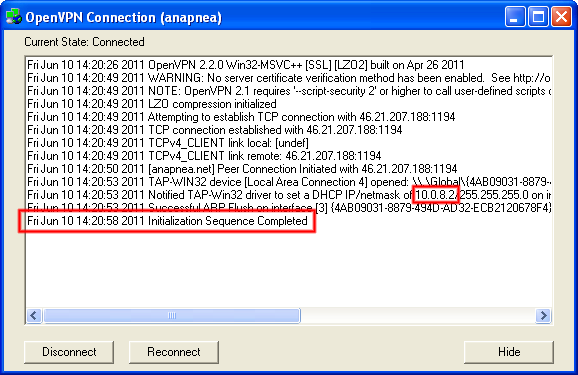 OpenVPN Connection (anapnea)
Current State: Connected
Fri Jun 10 14:20:26 2011 OpenVPN 2.2.0 Win32-MSVC++ [SSL] [LZO2] built on Apr 26 2011
Fri Jun 10 14:20:49 2011 WARNING: No server certificate verification method has been enabled.  See http://o
Fri Jun 10 14:20:49 2011 NOTE: OpenVPN 2.1 requires '--script-security 2' or higher to call user-defined scripts o
Fri Jun 10 14:20:49 2011 LZO compression initialized
Fri Jun 10 14:20:49 2011 Attempting to establish TCP connection with 46.21.207.188:1194
Fri Jun 10 14:20:49 2011 TCP connection established with 46.21.207.188:1194
Fri Jun 10 14:20:49 2011 TCPv4_CLIENT link local: [undef]
Fri Jun 10 14:20:49 2011 TCPv4_CLIENT link remote: 46.21.207.188:1194
Fri Jun 10 14:20:50 2011 [anapnea.net] Peer Connection Initiated with 46.21.207.188:1194
Fri Jun 10 14:20:53 2011 TAP-WIN32 device [Local Area Connection 4] opened: \\.\Global\{4AB09031-8879-4
Fri Jun 10 14:20:53 2011 Notified TAP-Win32 driver to set a DHCP IP/netmask of 10.0.8.2/255.255.255.0 on in
Fri Jun 10 14:20:53 2011 Successful ARP Flush on interface [3] {4AB09031-8879-494D-AD32-ECB2120678F4}
Fri Jun 10 14:20:58 2011 Initialization Sequence Completed
Disconnect
Reconnect
Hide